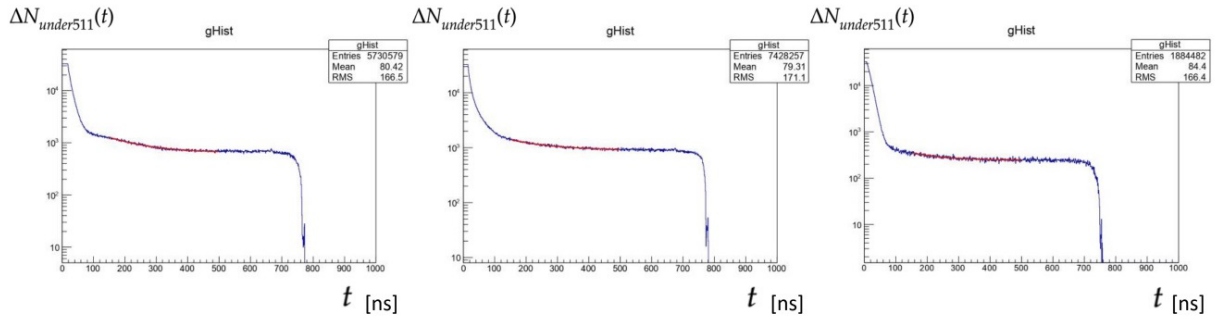 ΔN_under511(t)
gHist
gHist
Entries 5730579
Mean 80.42
RMS 166.5
10^4
10^3
10^2
10
0 100 200 300 400 500 600 700 800 900 1000
t [ns]
ΔN_under511(t)
gHist
gHist
Entries 7428257
Mean 79.31
RMS 171.1
10^4
10^3
10^2
10
0 100 200 300 400 500 600 700 800 900 1000
t [ns]
ΔN_under511(t)
gHist
gHist
Entries 1884482
Mean 84.4
RMS 166.4
10^4
10^3
10^2
10
0 100 200 300 400 500 600 700 800 900 1000
t [ns]